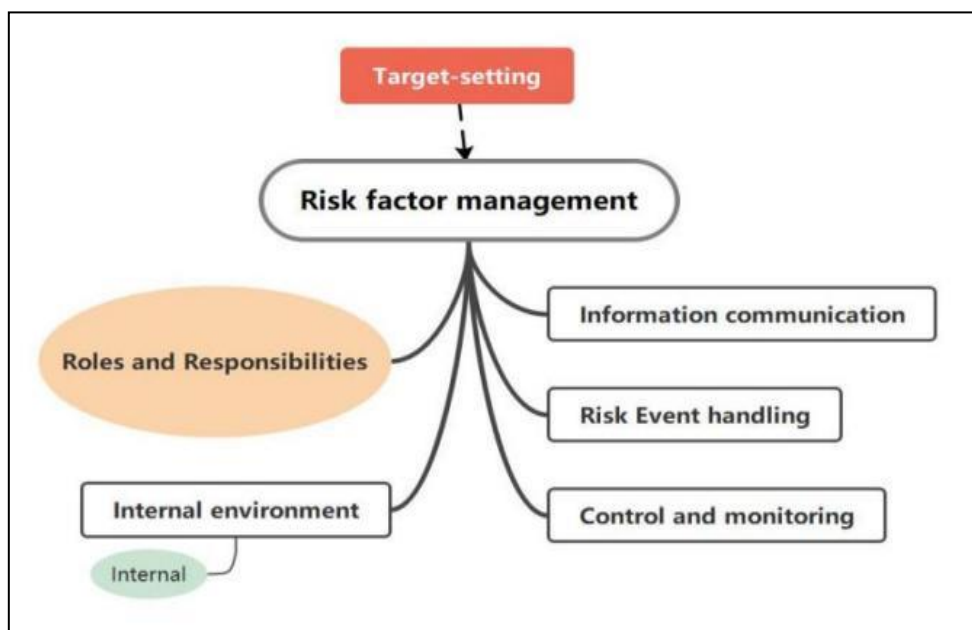 Target-setting
Risk factor management
Roles and Responsibilities
Information communication
Risk Event handling
Internal environment
Control and monitoring
Internal